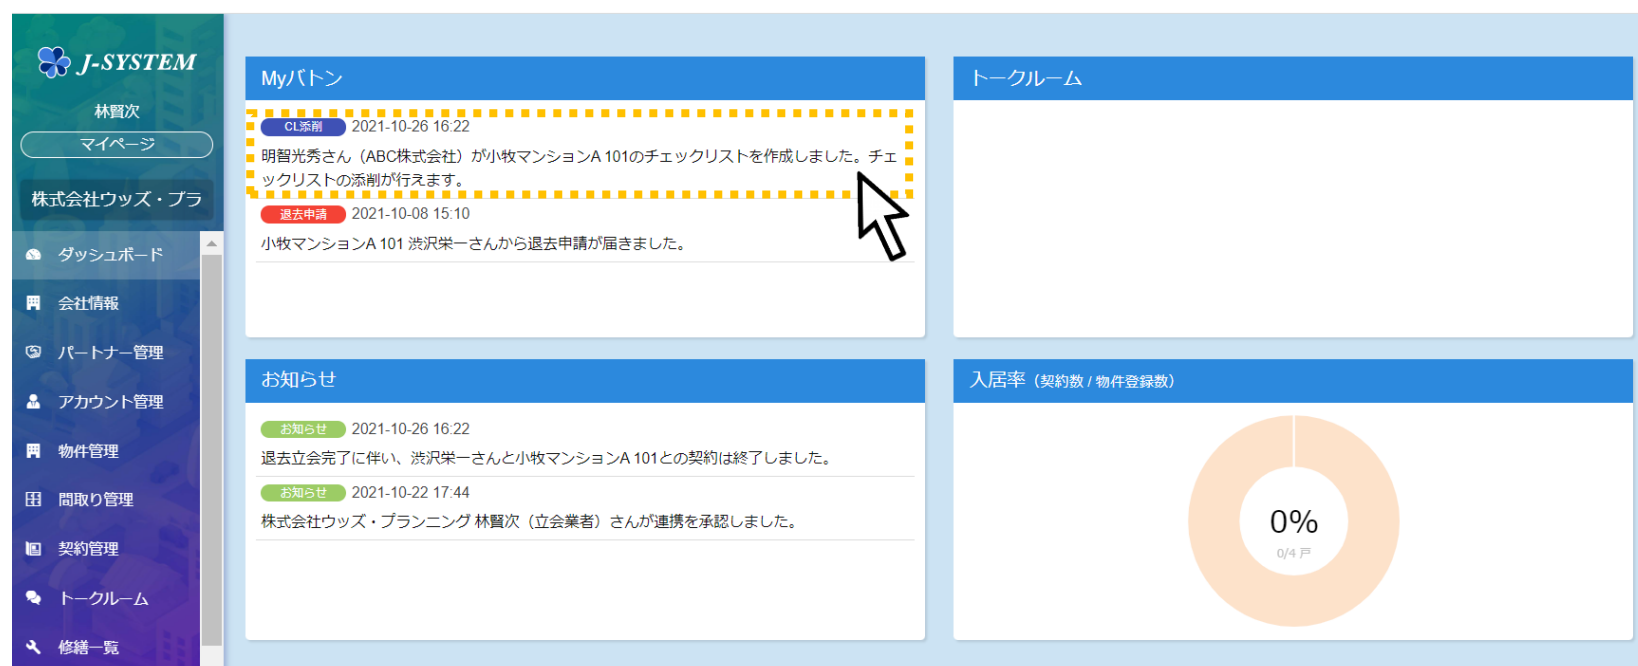 J-SYSTEM
林賢次
マイページ
株式会社ウッズ・プラ
ダッシュボード
会社情報
パートナー管理
アカウント管理
物件管理
間取り管理
契約管理
トークルーム
修繕一覧
Myバトン
CL添削 2021-10-26 16:22
明智光秀さん（ABC株式会社）が小牧マンションA 101のチェックリストを作成しました。チェ
ックリストの添削が行えます。
退去申請 2021-10-08 15:10
小牧マンションA 101 渋沢栄一さんから退去申請が届きました。
トークルーム
お知らせ
お知らせ 2021-10-26 16:22
退去立会完了に伴い、渋沢栄一さんと小牧マンションA 101との契約は終了しました。
お知らせ 2021-10-22 17:44
株式会社ウッズ・プランニング 林賢次（立会業者）さんが連携を承認しました。
入居率（契約数 / 物件登録数）
0%
0/4 戸